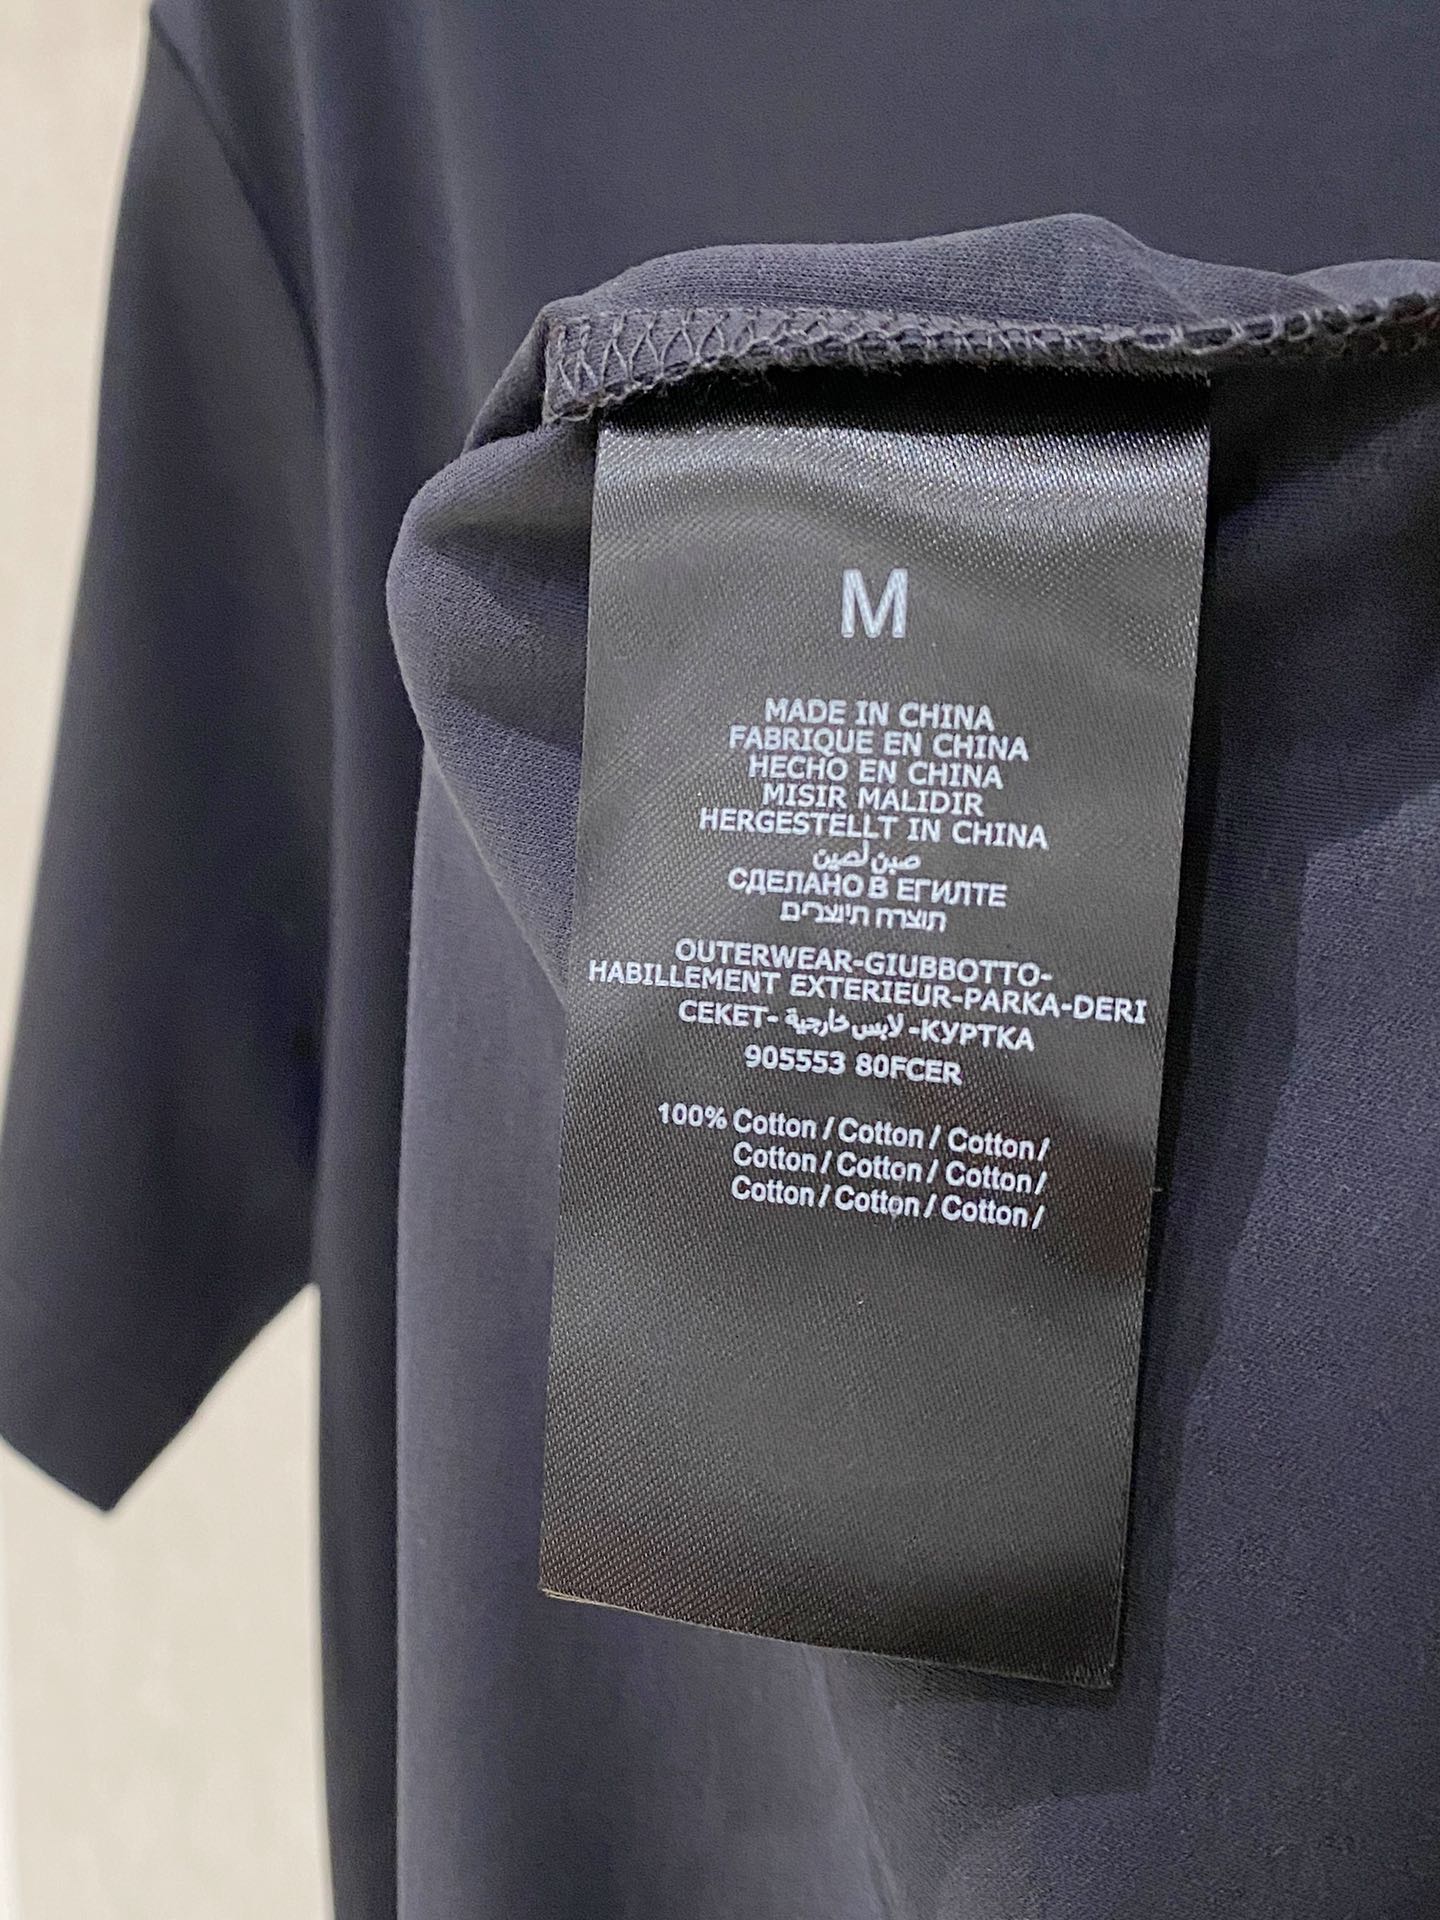 M
MADE IN CHINA
FABRIQUE EN CHINA
HECHO EN CHINA
MISIR MALIDIR
HERGESTELLT IN CHINA
صبن لصين
СДЕЛАНО В ЕГИЛТЕ
תוצרח תיוצרים
OUTERWEAR-GIUBBOTTO-
HABILLEMENT EXTERIEUR-PARKA-DERI
CEKET- لابس خارجية -КУРТКА
905553 80FCER
100% Cotton / Cotton / Cotton /
Cotton / Cotton / Cotton /
Cotton / Cotton / Cotton /